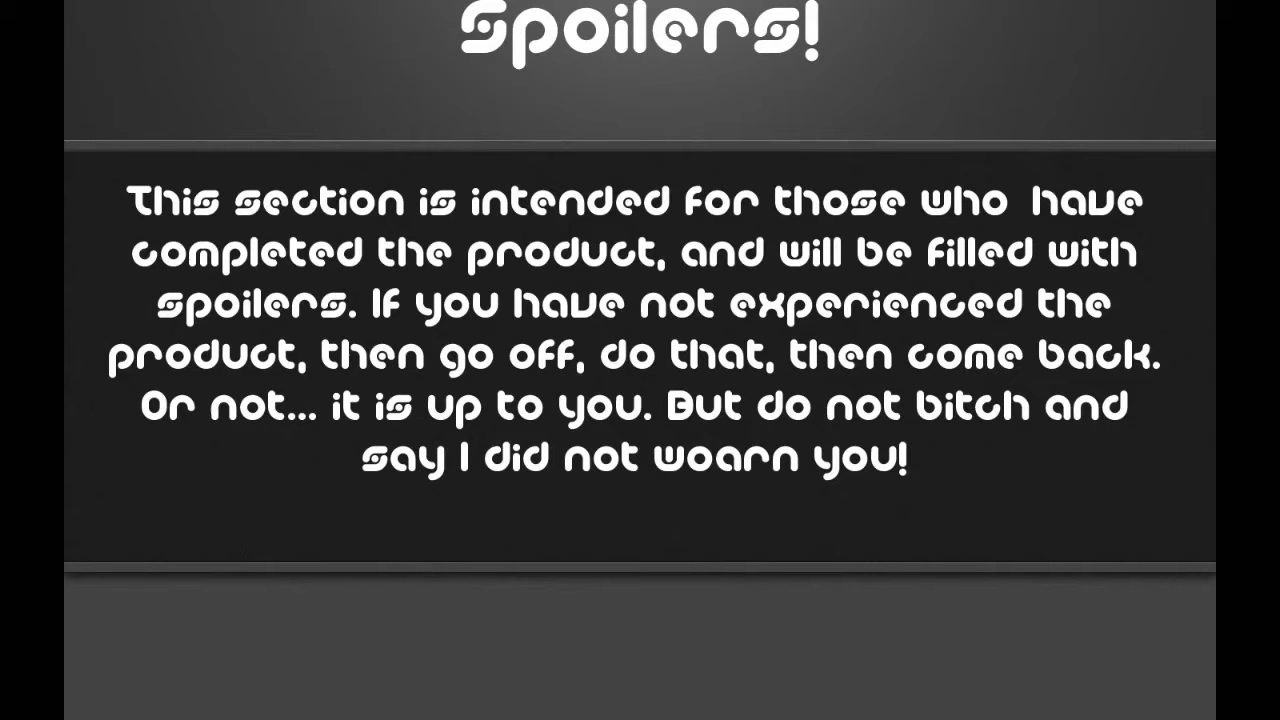 Spoilers!
This section is intended for those who have
completed the product, and will be filled with
spoilers. If you have not experienced the
product, then go off, do that, then come back.
Or not... it is up to you. But do not bitch and
say I did not woarn you!